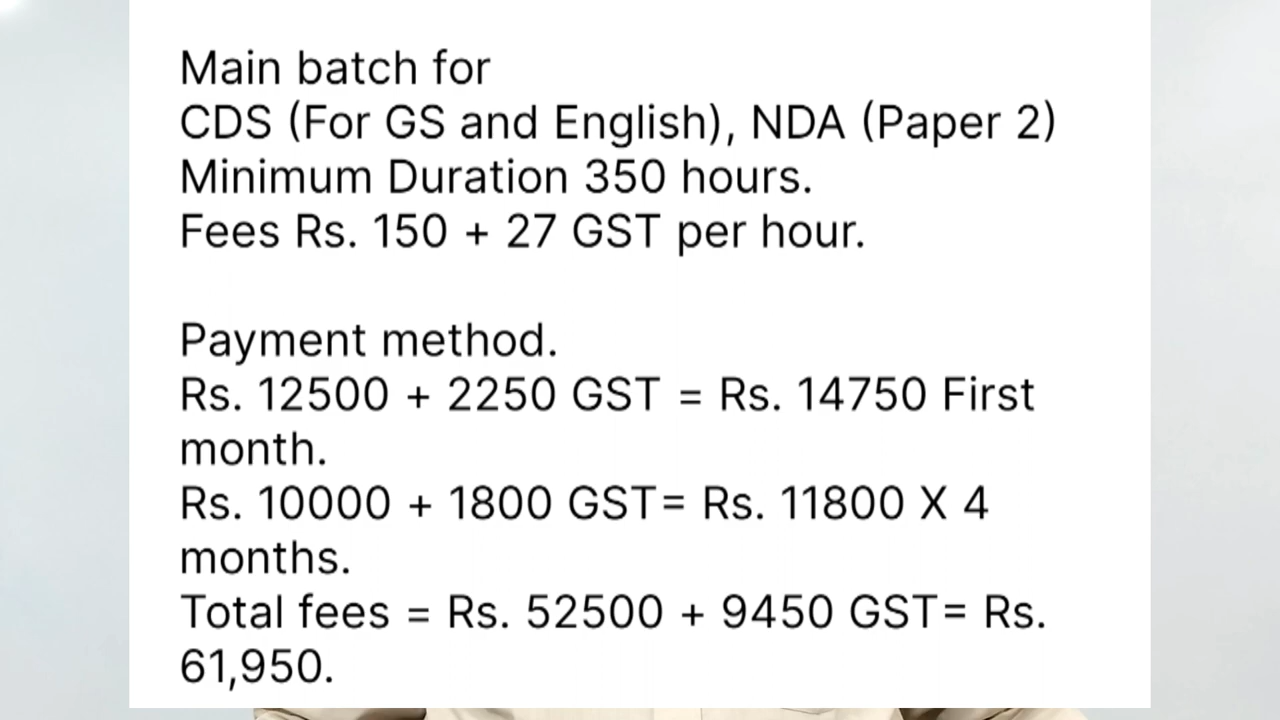 Main batch for
CDS (For GS and English), NDA (Paper 2)
Minimum Duration 350 hours.
Fees Rs. 150 + 27 GST per hour.
Payment method.
Rs. 12500 + 2250 GST = Rs. 14750 First
month.
Rs. 10000 + 1800 GST= Rs. 11800 X 4
months.
Total fees = Rs. 52500 + 9450 GST= Rs.
61,950.